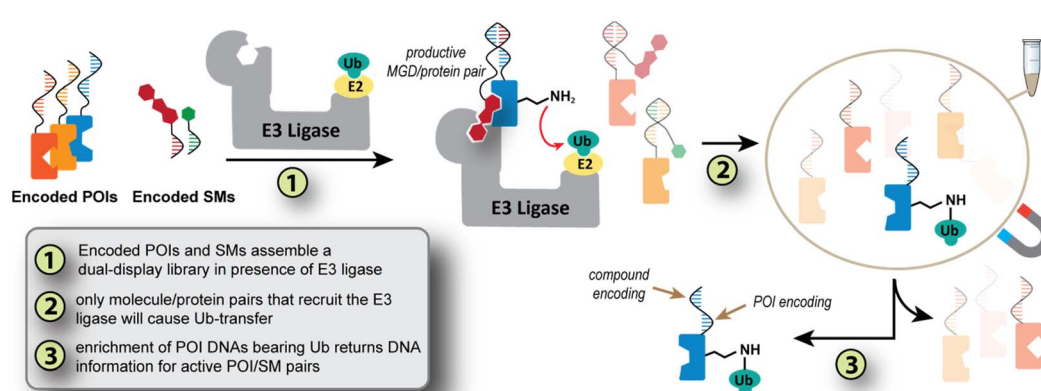 Encoded POIs
Encoded SMs
Ub
E2
E3 Ligase
1
productive
MGD/protein pair
NH₂
Ub
E2
E3 Ligase
2
NH
Ub
1 Encoded POIs and SMs assemble a
dual-display library in presence of E3 ligase
2 only molecule/protein pairs that recruit the E3
ligase will cause Ub-transfer
3 enrichment of POI DNAs bearing Ub returns DNA
information for active POI/SM pairs
compound
encoding
POI encoding
NH
Ub
3